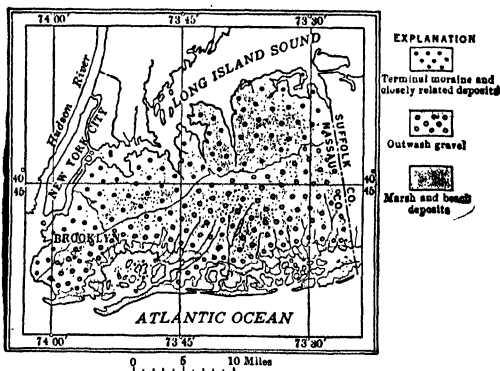 74 00' 73 45' 73 30'
EXPLANATION
Terminal moraine and
closely related deposits
Outwash gravel
Marsh and beach
deposits
Hudson River
NEW YORK CITY
LONG ISLAND SOUND
SUFFOLK CO.
NASSAU CO.
40
45
40
45
BROOKLYN
ATLANTIC OCEAN
74 00' 73 45' 73 30'
0 5 10 Miles